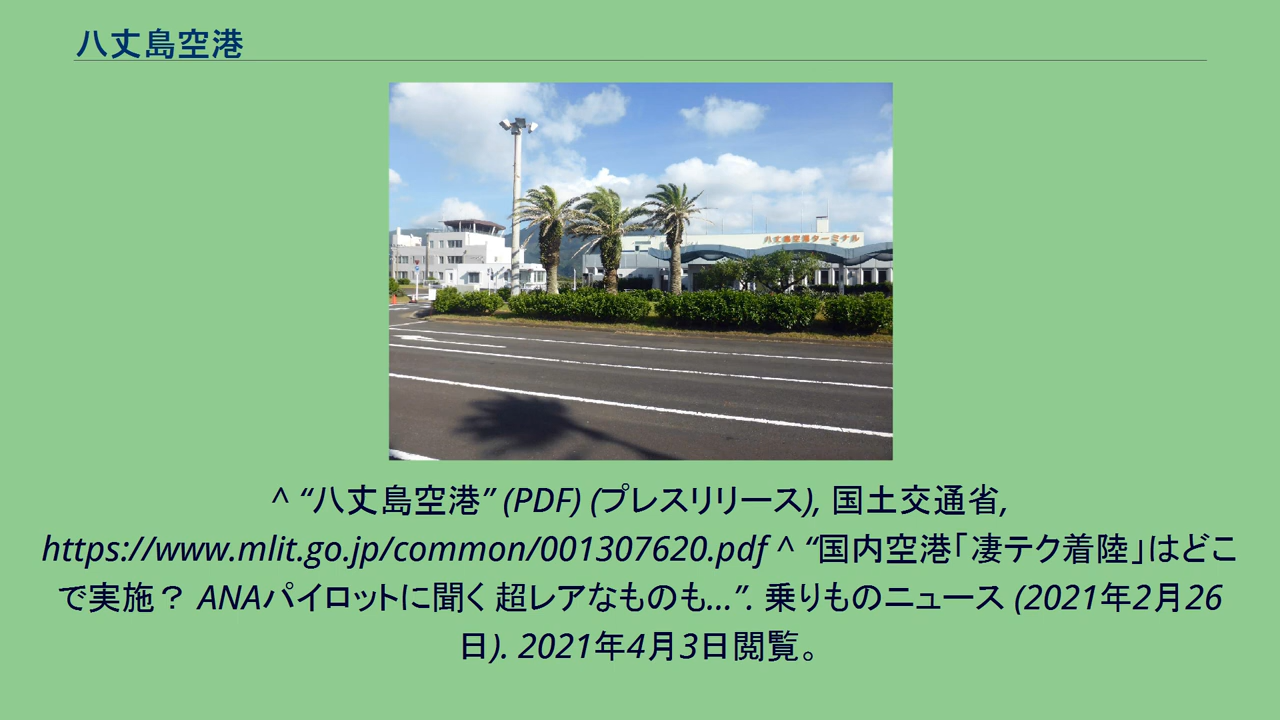 八丈島空港
八丈島空港ターミナル
^ “八丈島空港” (PDF) (プレスリリース), 国土交通省,
https://www.mlit.go.jp/common/001307620.pdf ^ “国内空港「凄テク着陸」はどこ
で実施？ ANAパイロットに聞く 超レアなものも…”. 乗りものニュース (2021年2月26
日). 2021年4月3日閲覧。